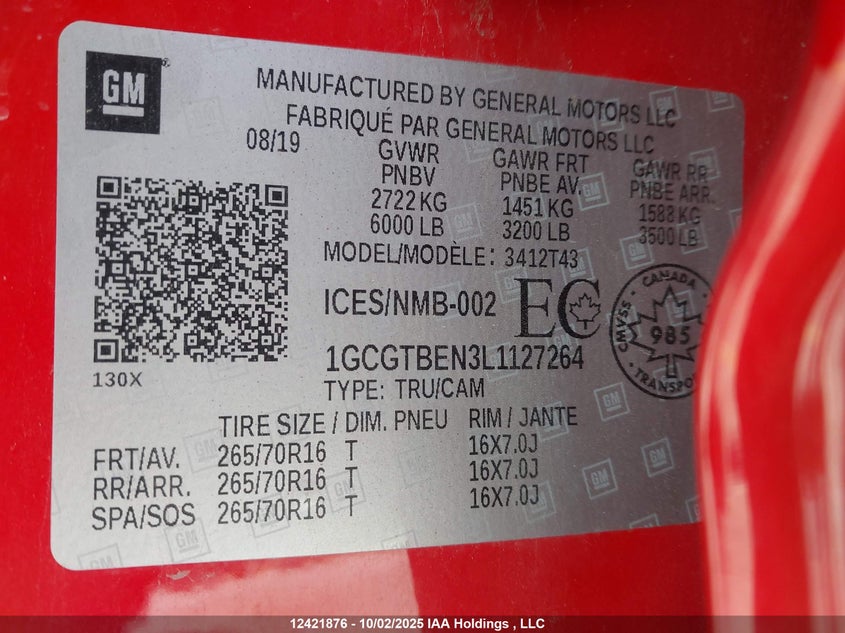 GM
MANUFACTURED BY GENERAL MOTORS LLC
FABRIQUÉ PAR GENERAL MOTORS LLC
08/19 GVWR GAWR FRT GAWR RR
PNBV PNBE AV. PNBE ARR.
2722 KG 1451 KG 1588 KG
6000 LB 3200 LB 3500 LB
MODEL/MODÈLE: 3412T43
ICES/NMB-002 EC
CANADA
CMVSS 985
TRANSPORT
1GCGTBEN3L1127264
130X
TYPE: TRU/CAM
TIRE SIZE / DIM. PNEU RIM / JANTE
FRT/AV. 265/70R16 T 16X7.0J
RR/ARR. 265/70R16 T 16X7.0J
SPA/SOS 265/70R16 T 16X7.0J
12421876 - 10/02/2025 IAA Holdings , LLC